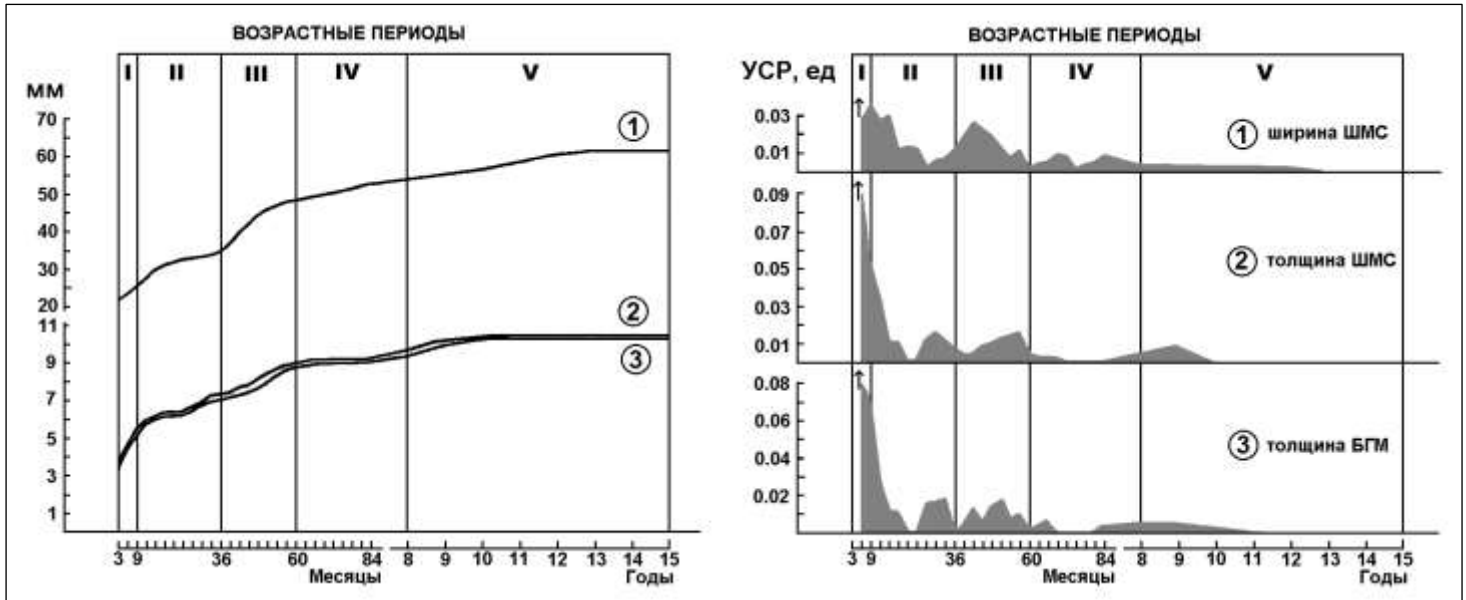 ВОЗРАСТНЫЕ ПЕРИОДЫ
I II III IV V
мм
70
60
50
40
30
20
11
9
7
5
3
1
1
2
3
3 9 36 60 84 8 9 10 11 12 13 14 15
Месяцы Годы
ВОЗРАСТНЫЕ ПЕРИОДЫ
УСР, ед I II III IV V
0.03
0.01
1 ширина ШМС
0.09
0.07
0.05
0.03
0.01
2 толщина ШМС
0.08
0.06
0.04
0.02
3 толщина БГМ
3 9 36 60 84 8 9 10 11 12 13 14 15
Месяцы Годы